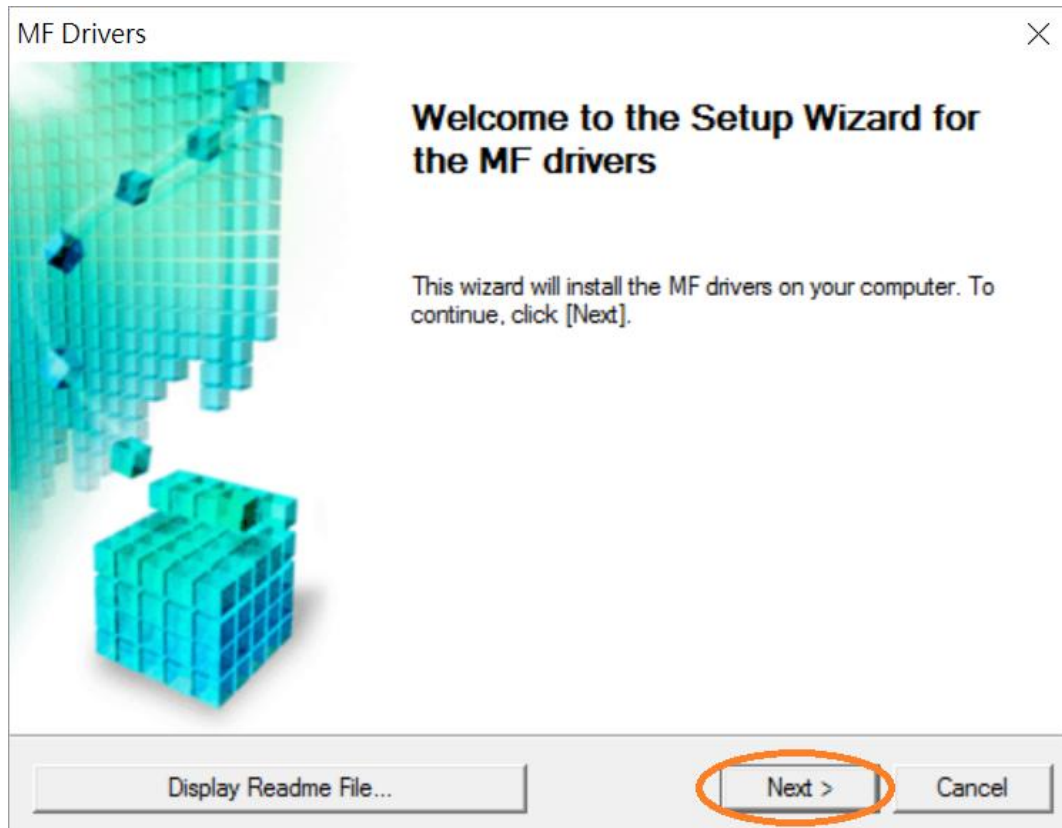 MF Drivers
Welcome to the Setup Wizard for
the MF drivers
This wizard will install the MF drivers on your computer. To
continue, click [Next].
Display Readme File...
Next >
Cancel